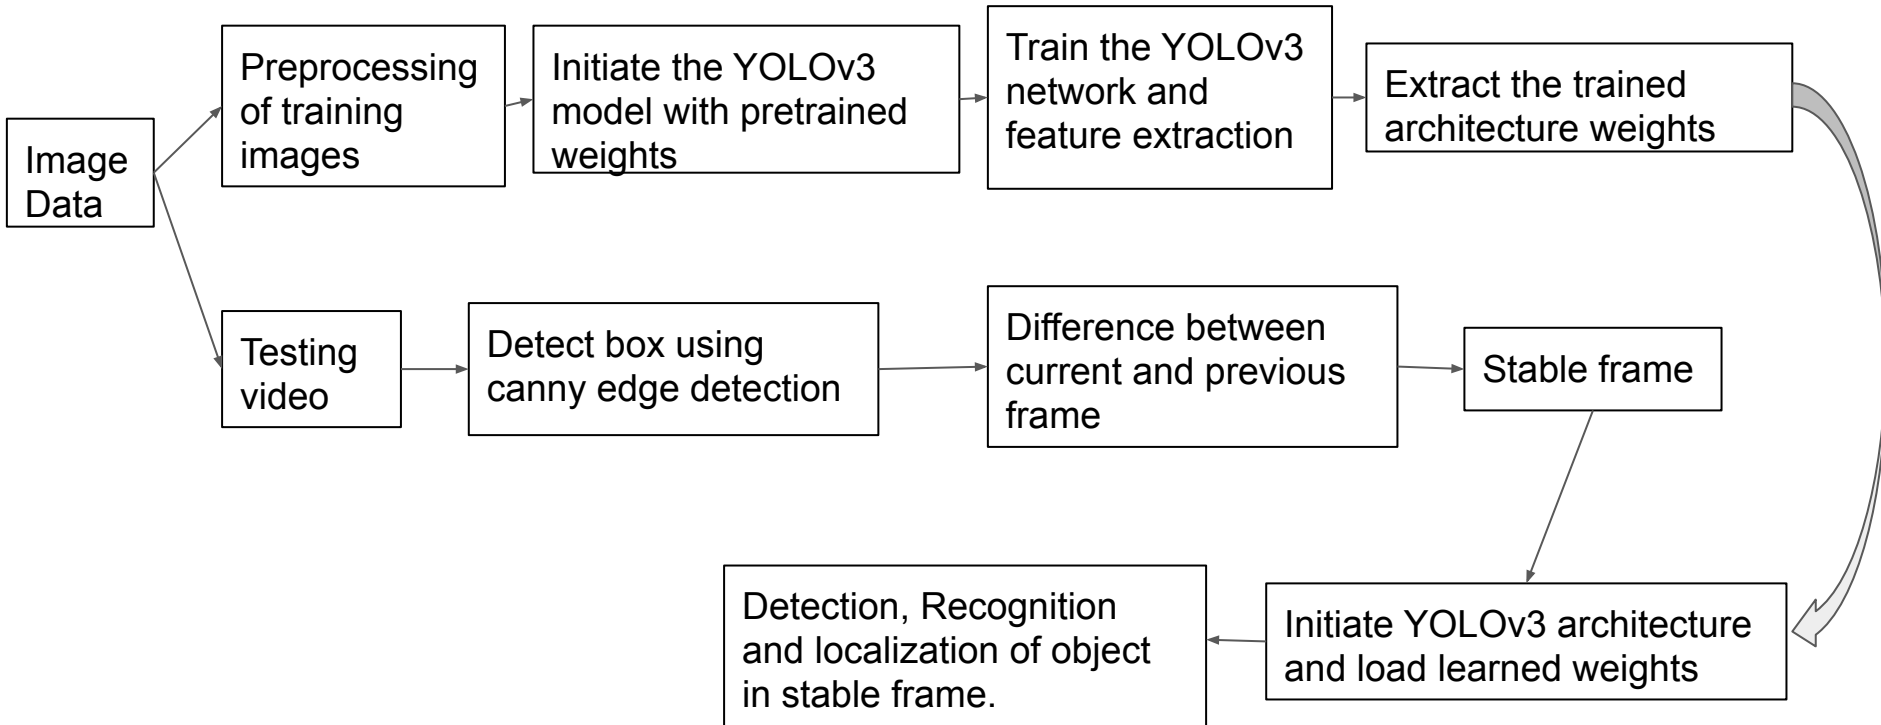 Image
Data
Preprocessing
of training
images
Initiate the YOLOv3
model with pretrained
weights
Train the YOLOv3
network and
feature extraction
Extract the trained
architecture weights
Testing
video
Detect box using
canny edge detection
Difference between
current and previous
frame
Stable frame
Initiate YOLOv3 architecture
and load learned weights
Detection, Recognition
and localization of object
in stable frame.